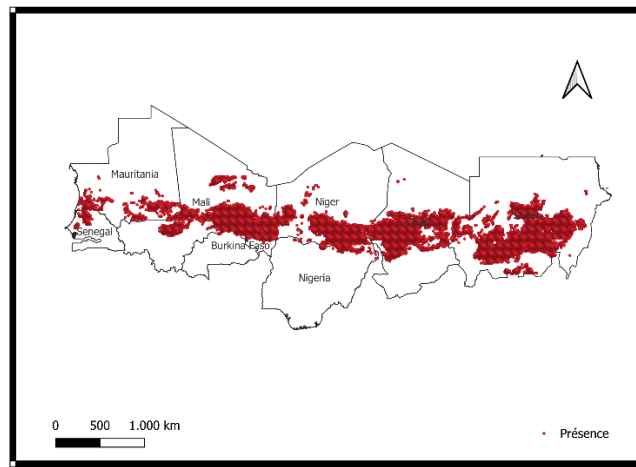 Mauritania
Mali
Niger
Senegal
Burkina Faso
Nigeria
0 500 1.000 km
Présence